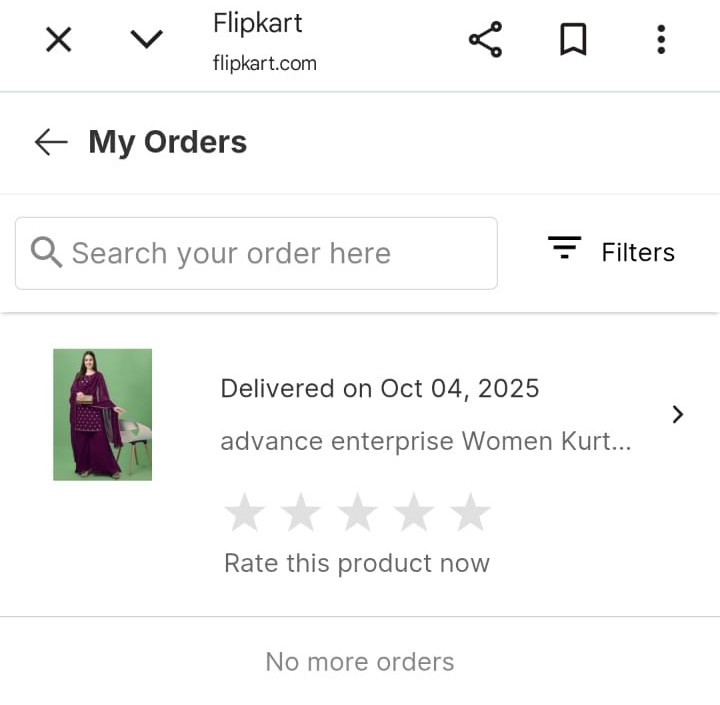 Flipkart
flipkart.com
My Orders
Search your order here
Filters
Delivered on Oct 04, 2025
advance enterprise Women Kurt...
Rate this product now
No more orders